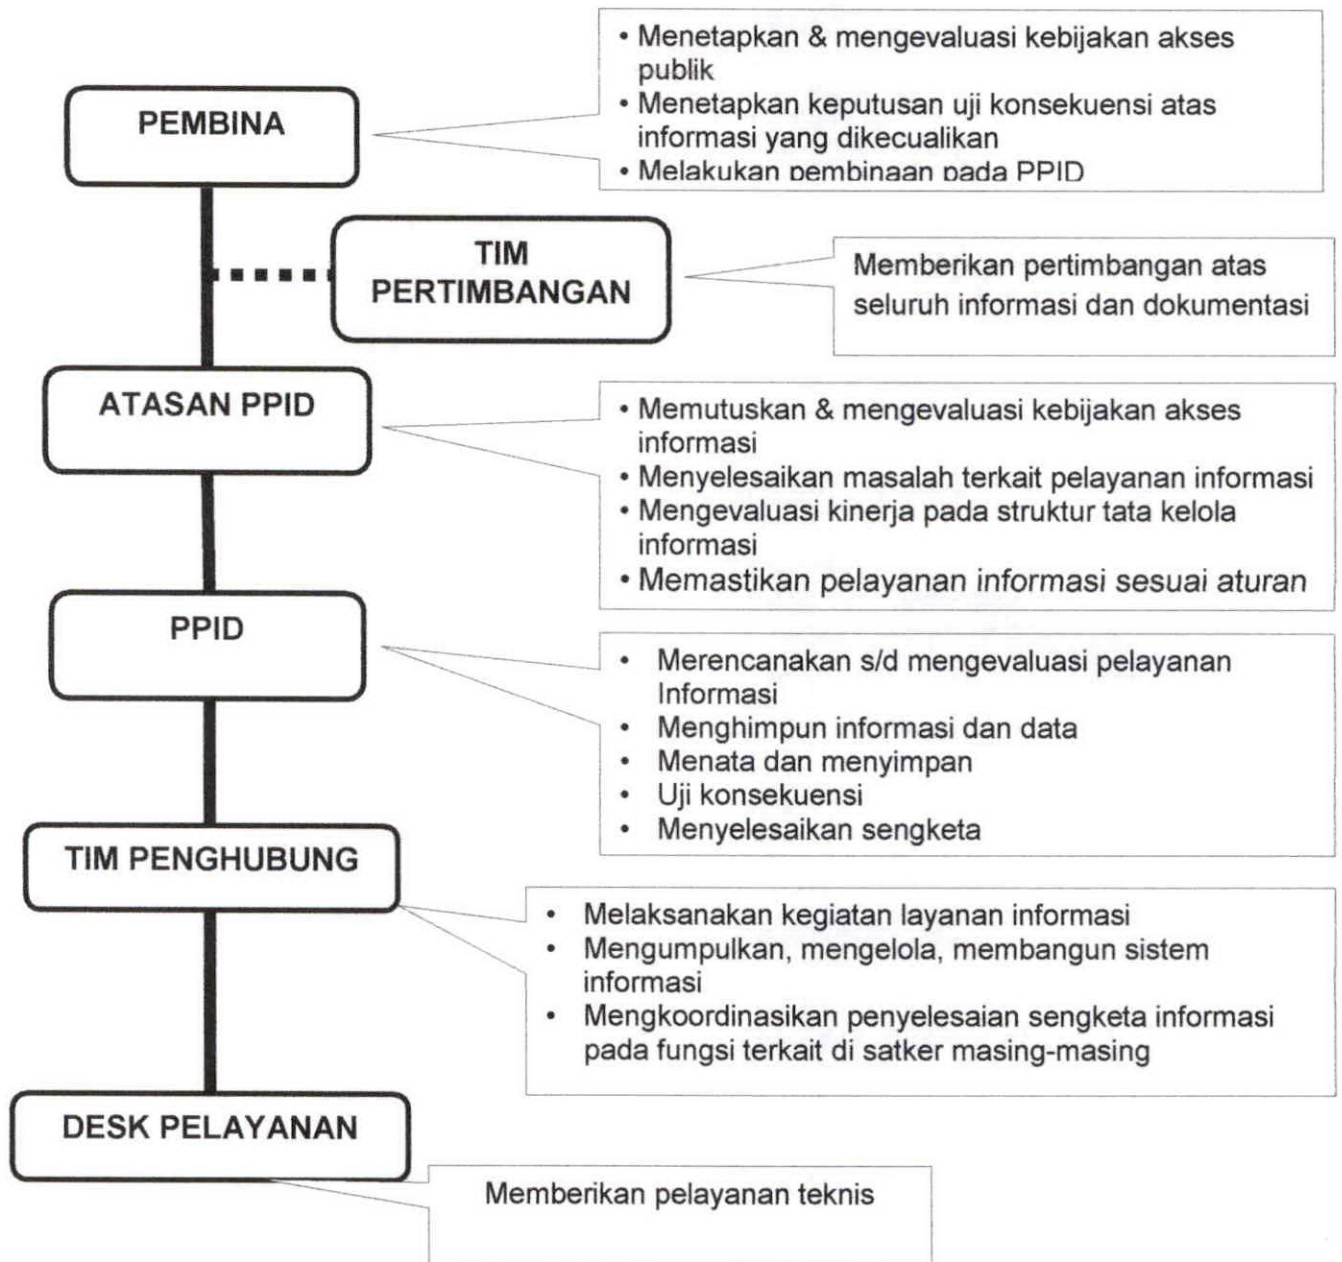 PEMBINA
• Menetapkan & mengevaluasi kebijakan akses
publik
• Menetapkan keputusan uji konsekuensi atas
informasi yang dikecualikan
• Melakukan pembinaan pada PPID
TIM
PERTIMBANGAN
Memberikan pertimbangan atas
seluruh informasi dan dokumentasi
ATASAN PPID
• Memutuskan & mengevaluasi kebijakan akses
informasi
• Menyelesaikan masalah terkait pelayanan informasi
• Mengevaluasi kinerja pada struktur tata kelola
informasi
• Memastikan pelayanan informasi sesuai aturan
PPID
• Merencanakan s/d mengevaluasi pelayanan
Informasi
• Menghimpun informasi dan data
• Menata dan menyimpan
• Uji konsekuensi
• Menyelesaikan sengketa
TIM PENGHUBUNG
• Melaksanakan kegiatan layanan informasi
• Mengumpulkan, mengelola, membangun sistem
informasi
• Mengkoordinasikan penyelesaian sengketa informasi
pada fungsi terkait di satker masing-masing
DESK PELAYANAN
Memberikan pelayanan teknis